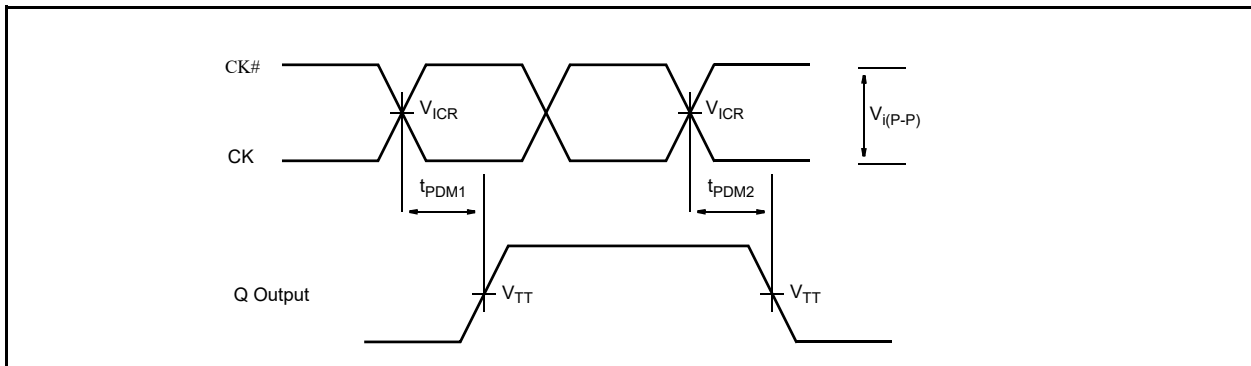 CK#
V_ICR
V_ICR
V_i(P-P)
CK
t_PDM1
t_PDM2
Q Output
V_TT
V_TT